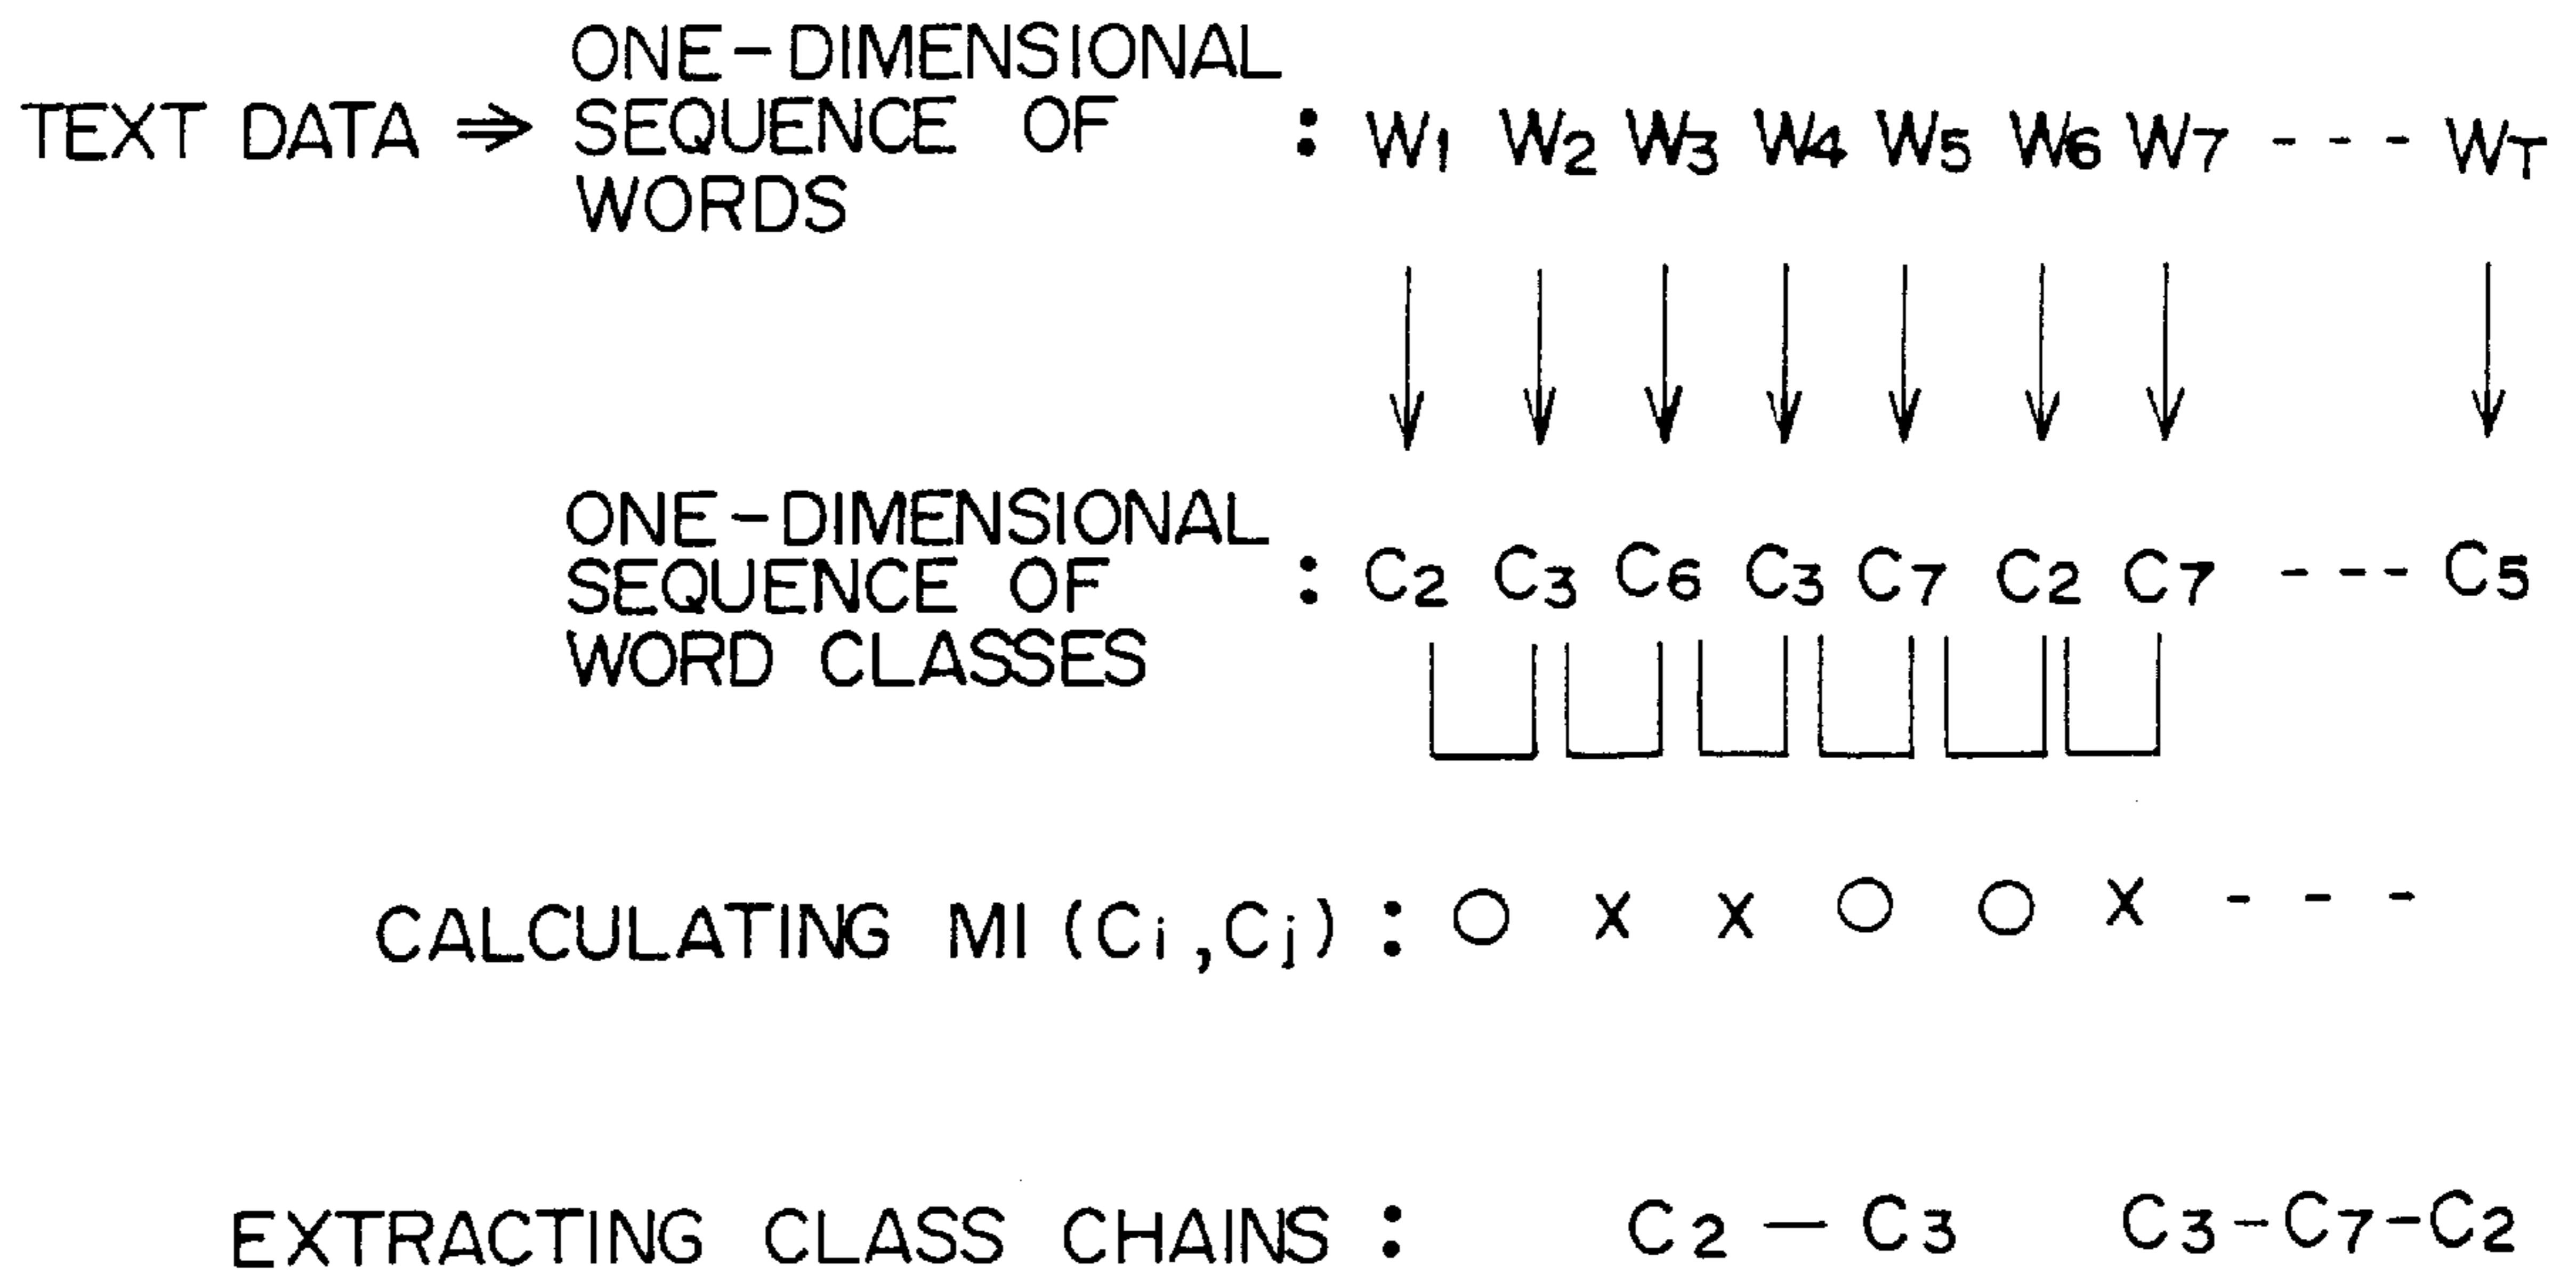 ONE-DIMENSIONAL
TEXT DATA ⇒ SEQUENCE OF : W1 W2 W3 W4 W5 W6 W7 - - - WT
WORDS
ONE-DIMENSIONAL
SEQUENCE OF : C2 C3 C6 C3 C7 C2 C7 - - - C5
WORD CLASSES
CALCULATING MI (Ci,Cj) : O X X O O X - - -
EXTRACTING CLASS CHAINS : C2 — C3 C3-C7-C2